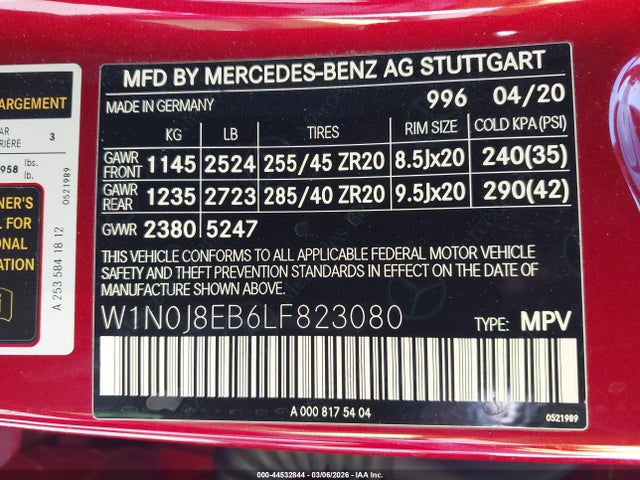 ARGEMENT
AR
RIÈRE 3
958 lbs.
lb.
0521989
NER'S
L FOR
ONAL
ATION
A 253 584 18 12
MFD BY MERCEDES-BENZ AG STUTTGART
MADE IN GERMANY 996 04/20
KG LB TIRES RIM SIZE COLD KPA(PSI)
GAWR FRONT 1145 2524 255/45 ZR20 8.5Jx20 240(35)
GAWR REAR 1235 2723 285/40 ZR20 9.5Jx20 290(42)
GVWR 2380 5247
THIS VEHICLE CONFORMS TO ALL APPLICABLE FEDERAL MOTOR VEHICLE
SAFETY AND THEFT PREVENTION STANDARDS IN EFFECT ON THE DATE OF
MANUFACTURE SHOWN ABOVE.
W1N0J8EB6LF823080 TYPE: MPV
A 000 817 54 04
0521989
000-44532844 | 03/06/2026 | IAA Inc.